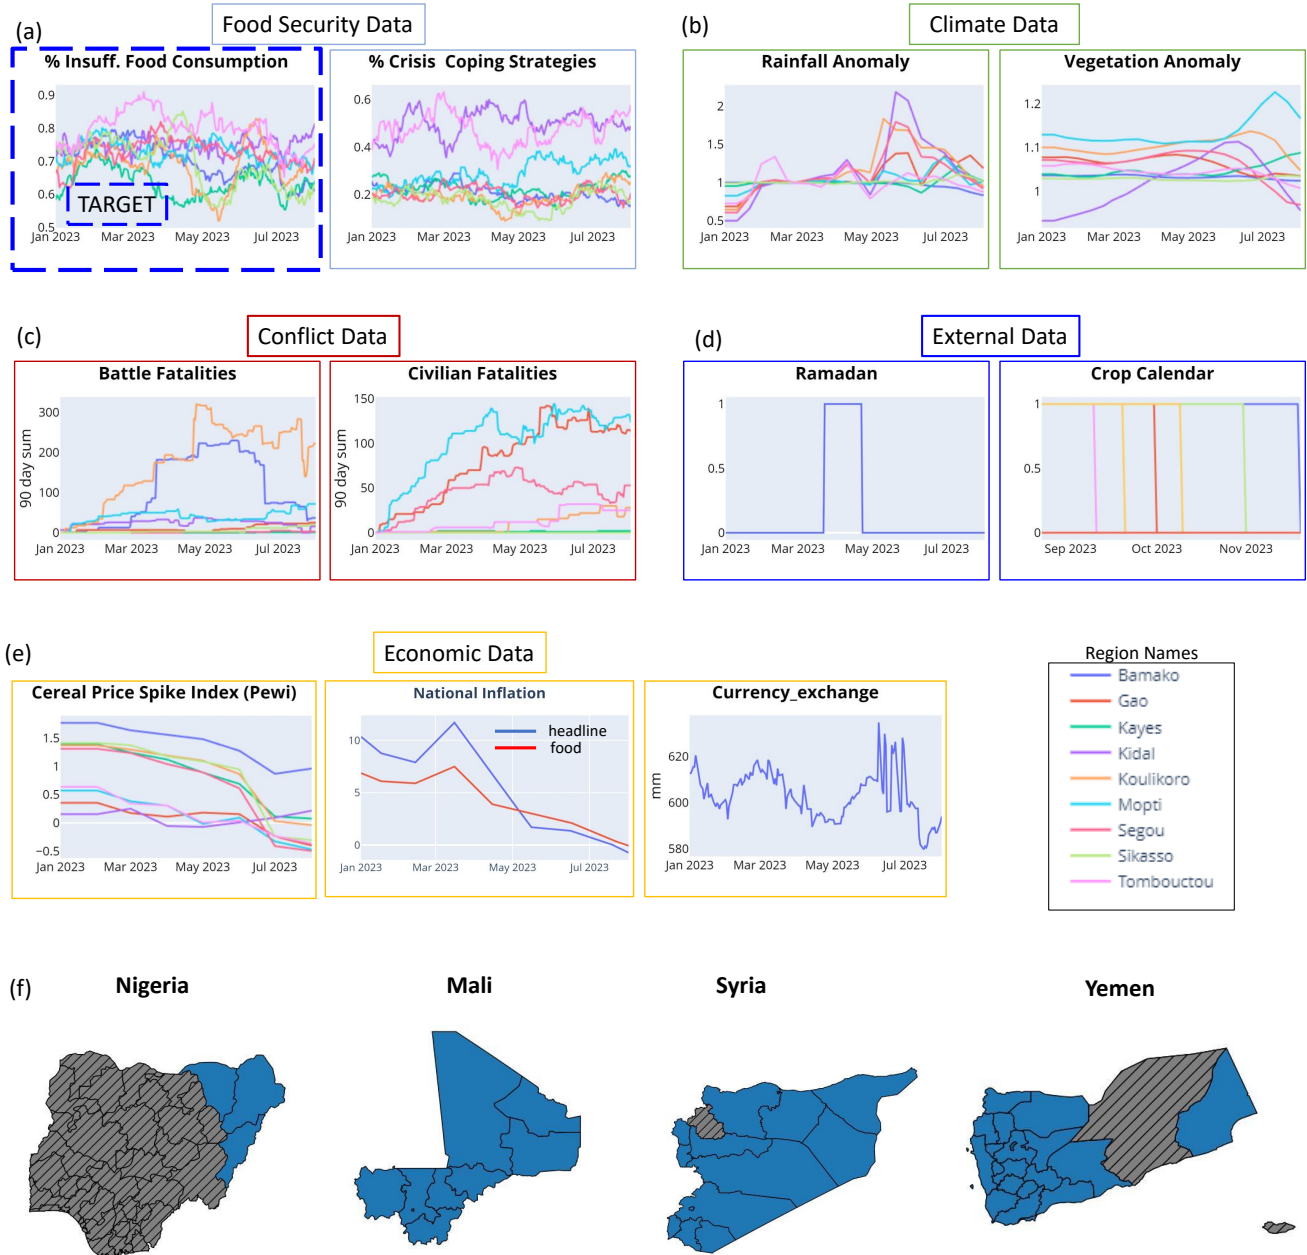 (a)
Food Security Data
% Insuff. Food Consumption
% Crisis Coping Strategies
0.9
0.8
0.7
0.6
0.5
TARGET
Jan 2023 Mar 2023 May 2023 Jul 2023
0.6
0.4
0.2
Jan 2023 Mar 2023 May 2023 Jul 2023
(b)
Climate Data
Rainfall Anomaly
Vegetation Anomaly
2
1.5
1
0.5
Jan 2023 Mar 2023 May 2023 Jul 2023
1.2
1.1
1
Jan 2023 Mar 2023 May 2023 Jul 2023
(c)
Conflict Data
Battle Fatalities
Civilian Fatalities
90 day sum
300
200
100
0
Jan 2023 Mar 2023 May 2023 Jul 2023
90 day sum
150
100
50
0
Jan 2023 Mar 2023 May 2023 Jul 2023
(d)
External Data
Ramadan
Crop Calendar
1
0.5
0
Jan 2023 Mar 2023 May 2023 Jul 2023
1
0.5
0
Sep 2023 Oct 2023 Nov 2023
(e)
Economic Data
Cereal Price Spike Index (Pewi)
National Inflation
Currency_exchange
1.5
1
0.5
0
−0.5
Jan 2023 Mar 2023 May 2023 Jul 2023
headline
food
10
5
0
Jan 2023 Mar 2023 May 2023 Jul 2023
mm
620
600
580
Jan 2023 Mar 2023 May 2023 Jul 2023
Region Names
Bamako
Gao
Kayes
Kidal
Koulikoro
Mopti
Segou
Sikasso
Tombouctou
(f)
Nigeria
Mali
Syria
Yemen